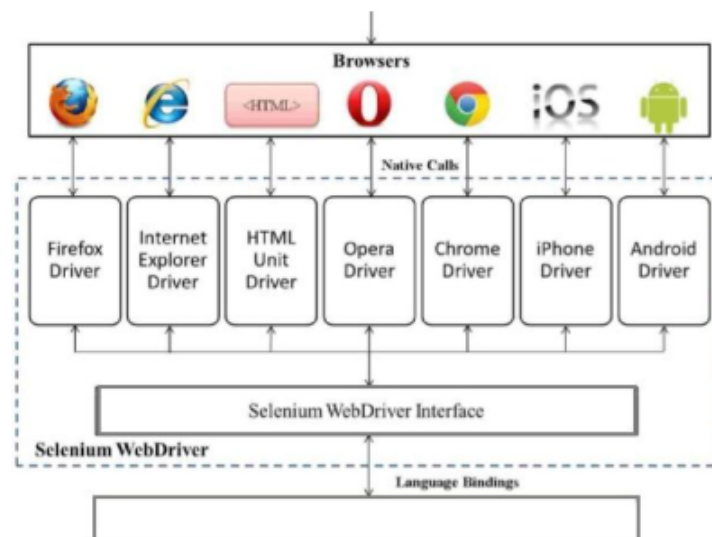 Browsers
<HTML>
iOS
Native Calls
Firefox
Driver
Internet
Explorer
Driver
HTML
Unit
Driver
Opera
Driver
Chrome
Driver
iPhone
Driver
Android
Driver
Selenium WebDriver Interface
Selenium WebDriver
Language Bindings